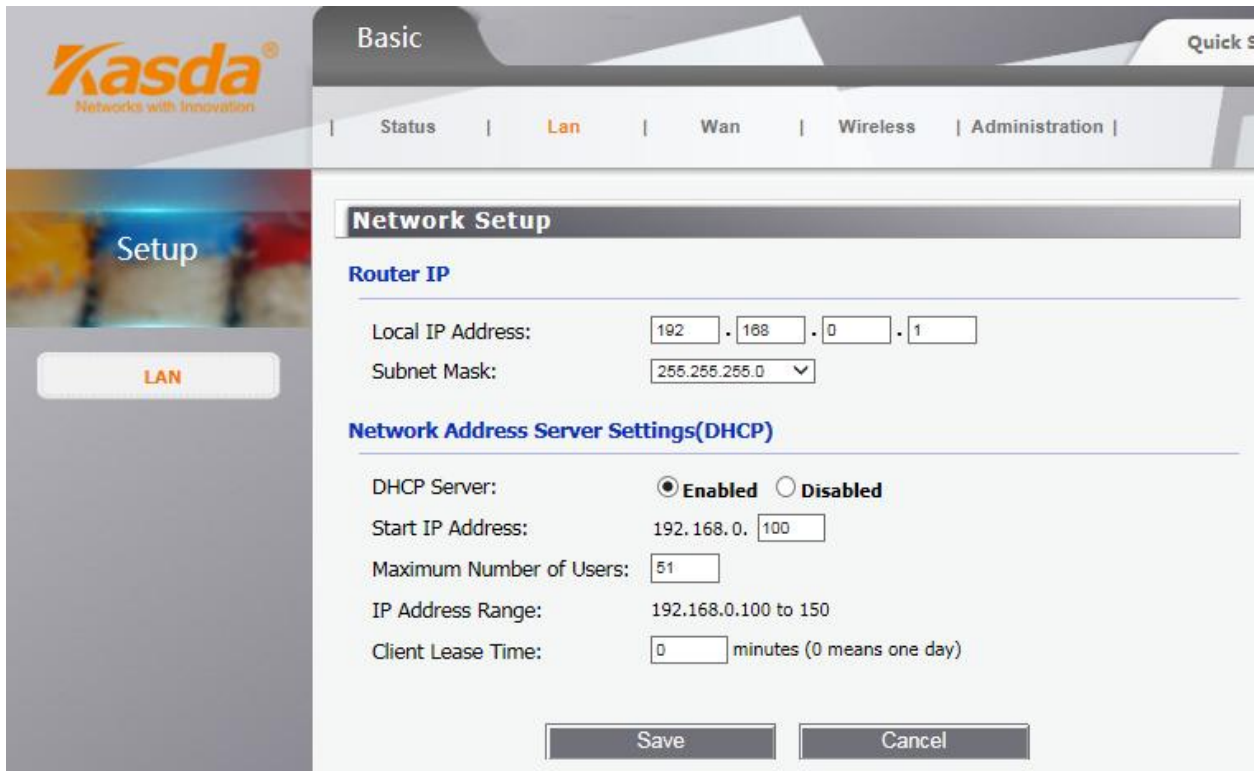 Kasda®
Networks with Innovation
Basic
Quick S
| Status | Lan | Wan | Wireless | Administration |
Setup
LAN
Network Setup
Router IP
Local IP Address: 192 . 168 . 0 . 1
Subnet Mask: 255.255.255.0
Network Address Server Settings(DHCP)
DHCP Server: Enabled Disabled
Start IP Address: 192.168.0. 100
Maximum Number of Users: 51
IP Address Range: 192.168.0.100 to 150
Client Lease Time: 0 minutes (0 means one day)
Save Cancel